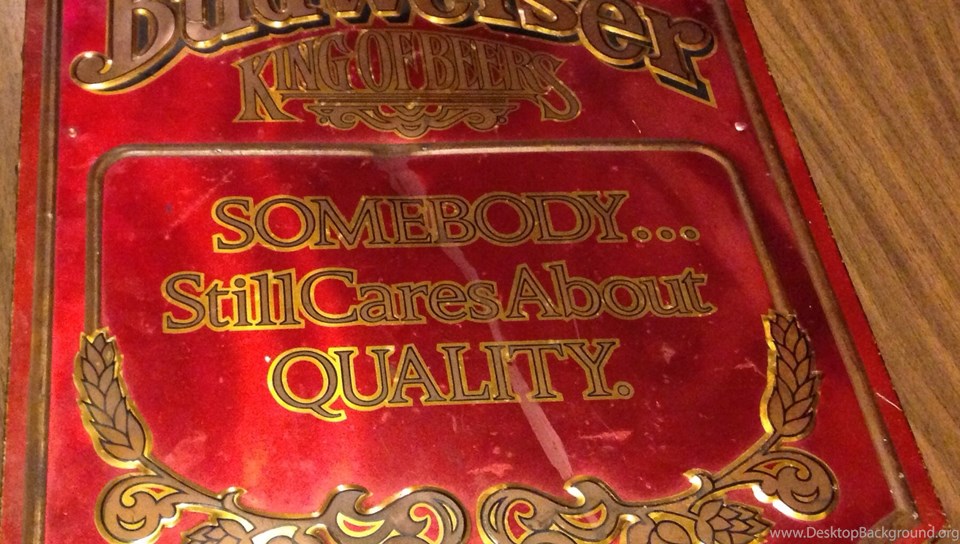 Budweiser
KING OF BEERS
SOMEBODY...
Still Cares About
QUALITY.
www.DesktopBackground.org